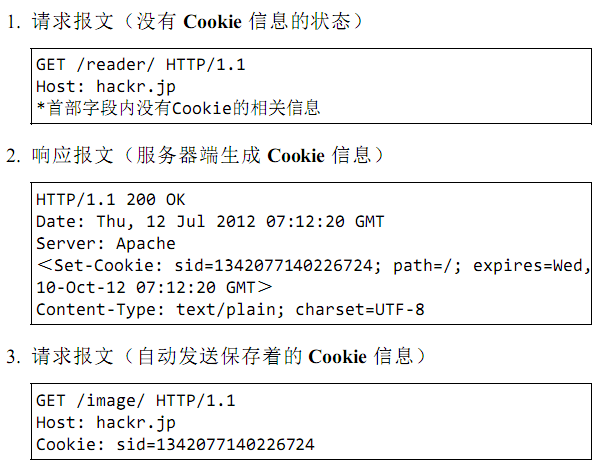 1. 请求报文（没有 Cookie 信息的状态）
GET /reader/ HTTP/1.1
Host: hackr.jp
*首部字段内没有Cookie的相关信息
2. 响应报文（服务器端生成 Cookie 信息）
HTTP/1.1 200 OK
Date: Thu, 12 Jul 2012 07:12:20 GMT
Server: Apache
＜Set-Cookie: sid=1342077140226724; path=/; expires=Wed,
10-Oct-12 07:12:20 GMT＞
Content-Type: text/plain; charset=UTF-8
3. 请求报文（自动发送保存着的 Cookie 信息）
GET /image/ HTTP/1.1
Host: hackr.jp
Cookie: sid=1342077140226724